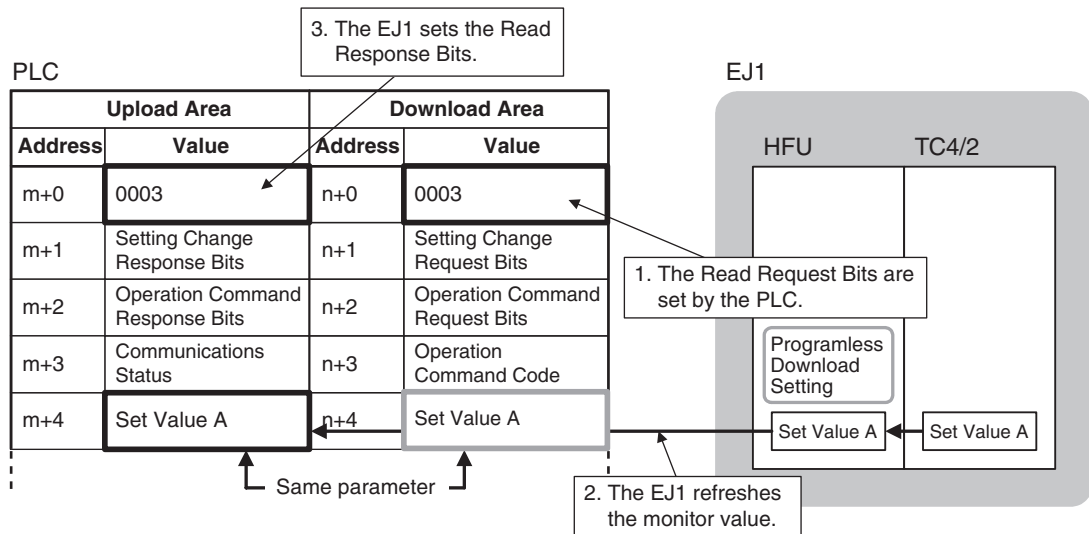 3. The EJ1 sets the Read
Response Bits.
PLC
EJ1
Upload Area Download Area
Address Value Address Value
HFU TC4/2
m+0 0003 n+0 0003
m+1 Setting Change
Response Bits n+1 Setting Change
Request Bits
1. The Read Request Bits are
set by the PLC.
m+2 Operation Command
Response Bits n+2 Operation Command
Request Bits
m+3 Communications
Status n+3 Operation
Command Code
Programless
Download
Setting
m+4 Set Value A n+4 Set Value A
Set Value A Set Value A
Same parameter
2. The EJ1 refreshes
the monitor value.